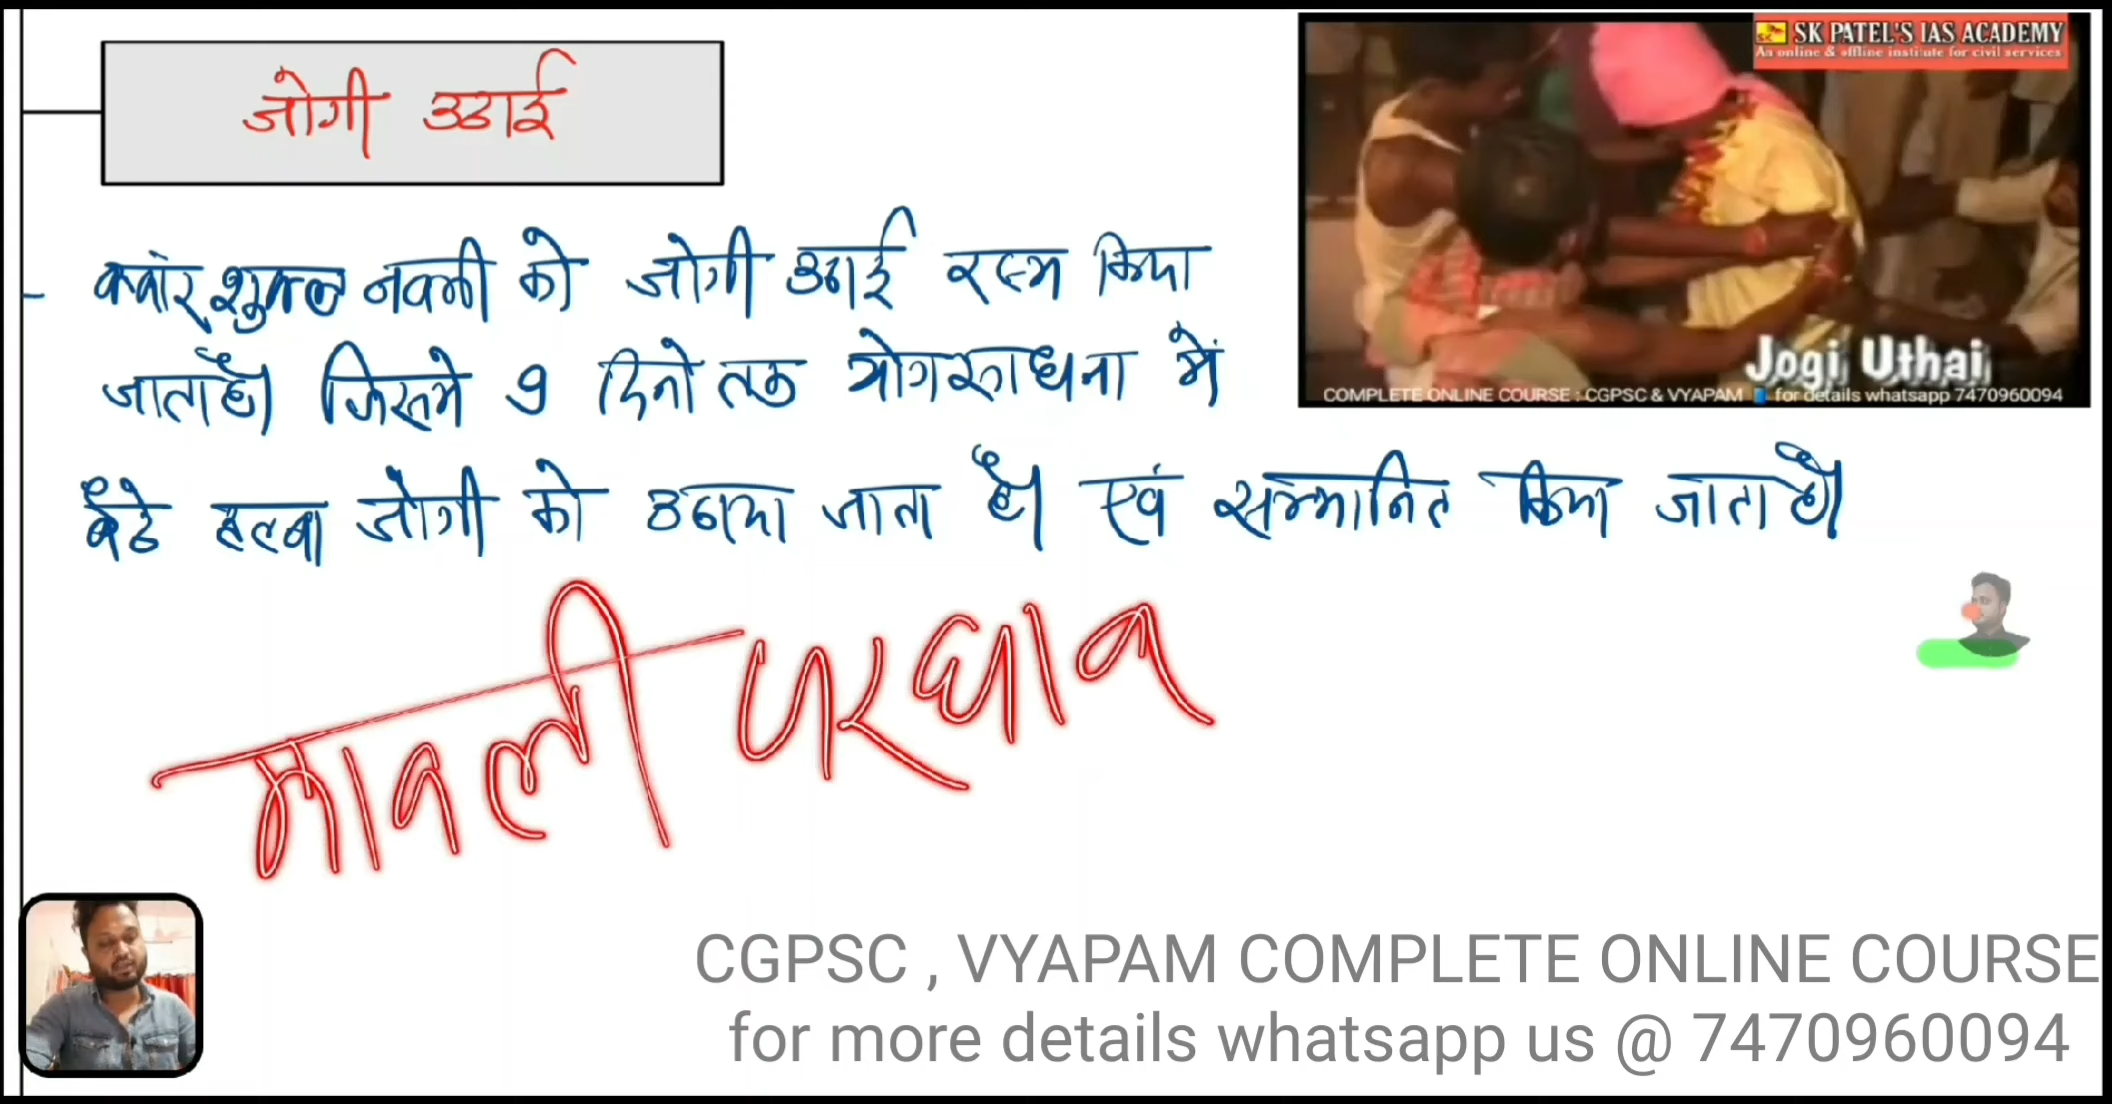 जोगी उठाई
SK PATEL'S IAS ACADEMY
An online & offline institute for civil services
- क्वांर शुक्ल नवमी को जोगी उठाई रस्म किया
जाता है। जिसमे 9 दिनो तक योगसाधना में
बैठे हल्बा जोगी को उठाया जाता है। एवं सम्मानित किया जाता है।
Jogi Uthai
COMPLETE ONLINE COURSE : CGPSC & VYAPAM for details whatsapp 7470960094
मावली परघाव
CGPSC , VYAPAM COMPLETE ONLINE COURSE
for more details whatsapp us @ 7470960094